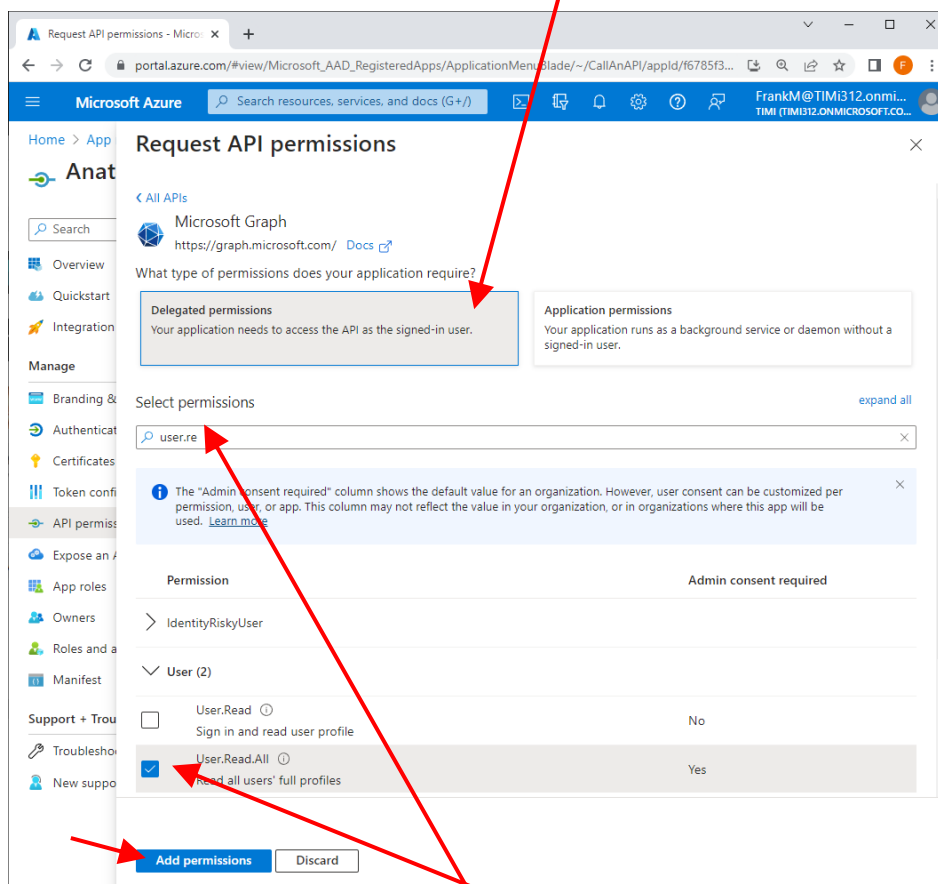 Request API permissions - Micro
portal.azure.com/#view/Microsoft_AAD_RegisteredApps/ApplicationMenuBlade/~/CallAnAPI/appId/f6785f3...
F
Microsoft Azure
Search resources, services, and docs (G+/)
FrankM@TIMi312.onmi...
TIMI (TIMI312.ONMICROSOFT.CO...
Home > App
Anat
Search
Overview
Quickstart
Integration
Manage
Branding &
Authenticat
Certificates
Token confi
API permiss
Expose an A
App roles
Owners
Roles and a
Manifest
Support + Trou
Troubleshoo
New suppo
Request API permissions
All APIs
Microsoft Graph
https://graph.microsoft.com/ Docs
What type of permissions does your application require?
Delegated permissions
Your application needs to access the API as the signed-in user.
Application permissions
Your application runs as a background service or daemon without a
signed-in user.
Select permissions
expand all
user.re
The "Admin consent required" column shows the default value for an organization. However, user consent can be customized per
permission, user, or app. This column may not reflect the value in your organization, or in organizations where this app will be
used. Learn more
Permission Admin consent required
IdentityRiskyUser
User (2)
User.Read
Sign in and read user profile
No
User.Read.All
Read all users' full profiles
Yes
Add permissions Discard